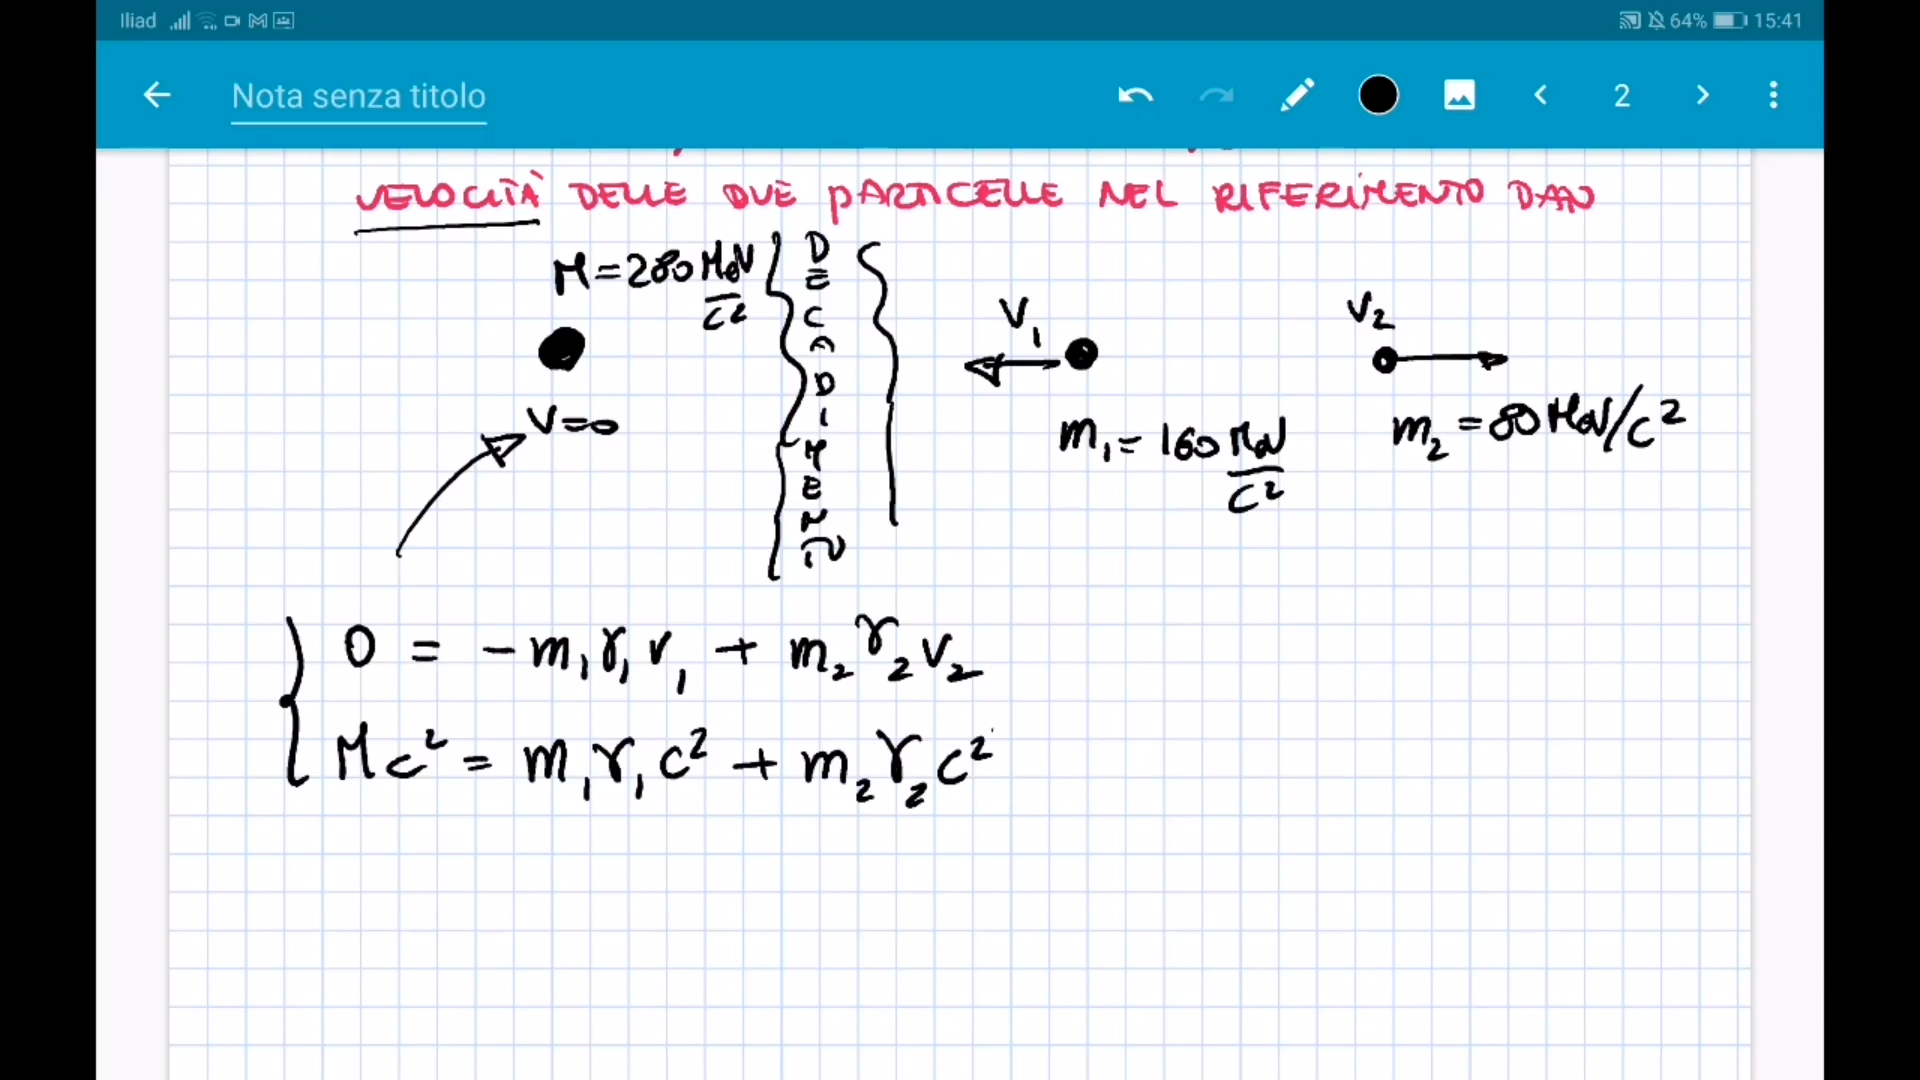 Iliad 64% 15:41
Nota senza titolo 2
VELOCITÀ DELLE DUE PARTICELLE NEL RIFERIMENTO DATO
M = 280 MeV/c²
DECADIMENTO
V₁
V₂
V=0
m₁ = 160 MeV/c²
m₂ = 80 MeV/c²
0 = -m₁γ₁v₁ + m₂γ₂v₂
Mc² = m₁γ₁c² + m₂γ₂c²